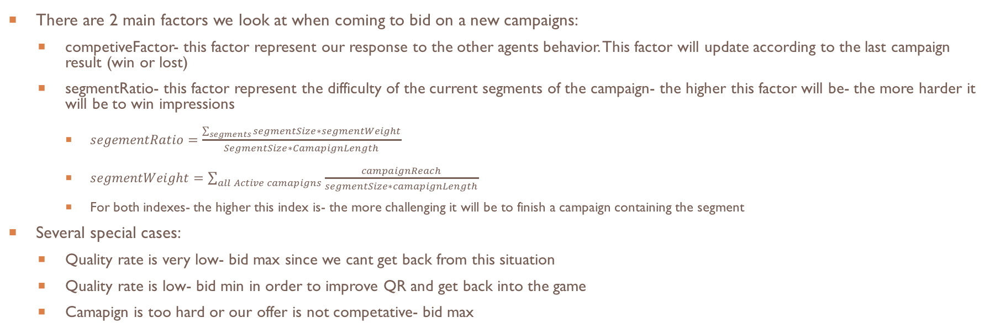 There are 2 main factors we look at when coming to bid on a new campaigns:
competiveFactor- this factor represent our response to the other agents behavior. This factor will update according to the last campaign
result (win or lost)
segmentRatio- this factor represent the difficulty of the current segments of the campaign- the higher this factor will be- the more harder it
will be to win impressions
segementRatio = \frac{\sum_{segments} segmentSize*segmentWeight}{SegmentSize*CamapignLength}
segmentWeight = \sum_{all Active camapigns} \frac{campaignReach}{segmentSize*camapignLength}
For both indexes- the higher this index is- the more challenging it will be to finish a campaign containing the segment
Several special cases:
Quality rate is very low- bid max since we cant get back from this situation
Quality rate is low- bid min in order to improve QR and get back into the game
Camapign is too hard or our offer is not competative- bid max